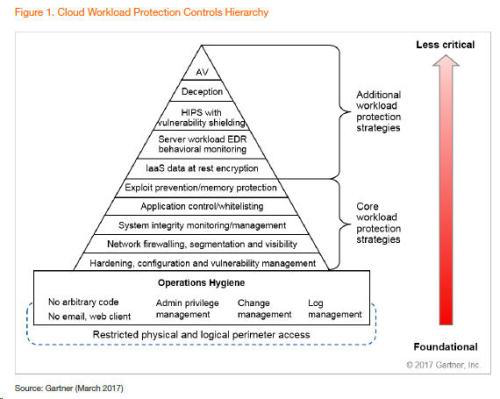 Figure 1. Cloud Workload Protection Controls Hierarchy
Less critical
AV
Deception
HIPS with
vulnerability shielding
Server workload EDR
behavioral monitoring
IaaS data at rest encryption
Additional
workload
protection
strategies
Exploit prevention/memory protection
Application control/whitelisting
System integrity monitoring/management
Network firewalling, segmentation and visibility
Hardening, configuration and vulnerability management
Core
workload
protection
strategies
Operations Hygiene
No arbitrary code
No email, web client
Admin privilege
management
Change
management
Log
management
Restricted physical and logical perimeter access
Foundational
© 2017 Gartner, Inc.
Source: Gartner (March 2017)